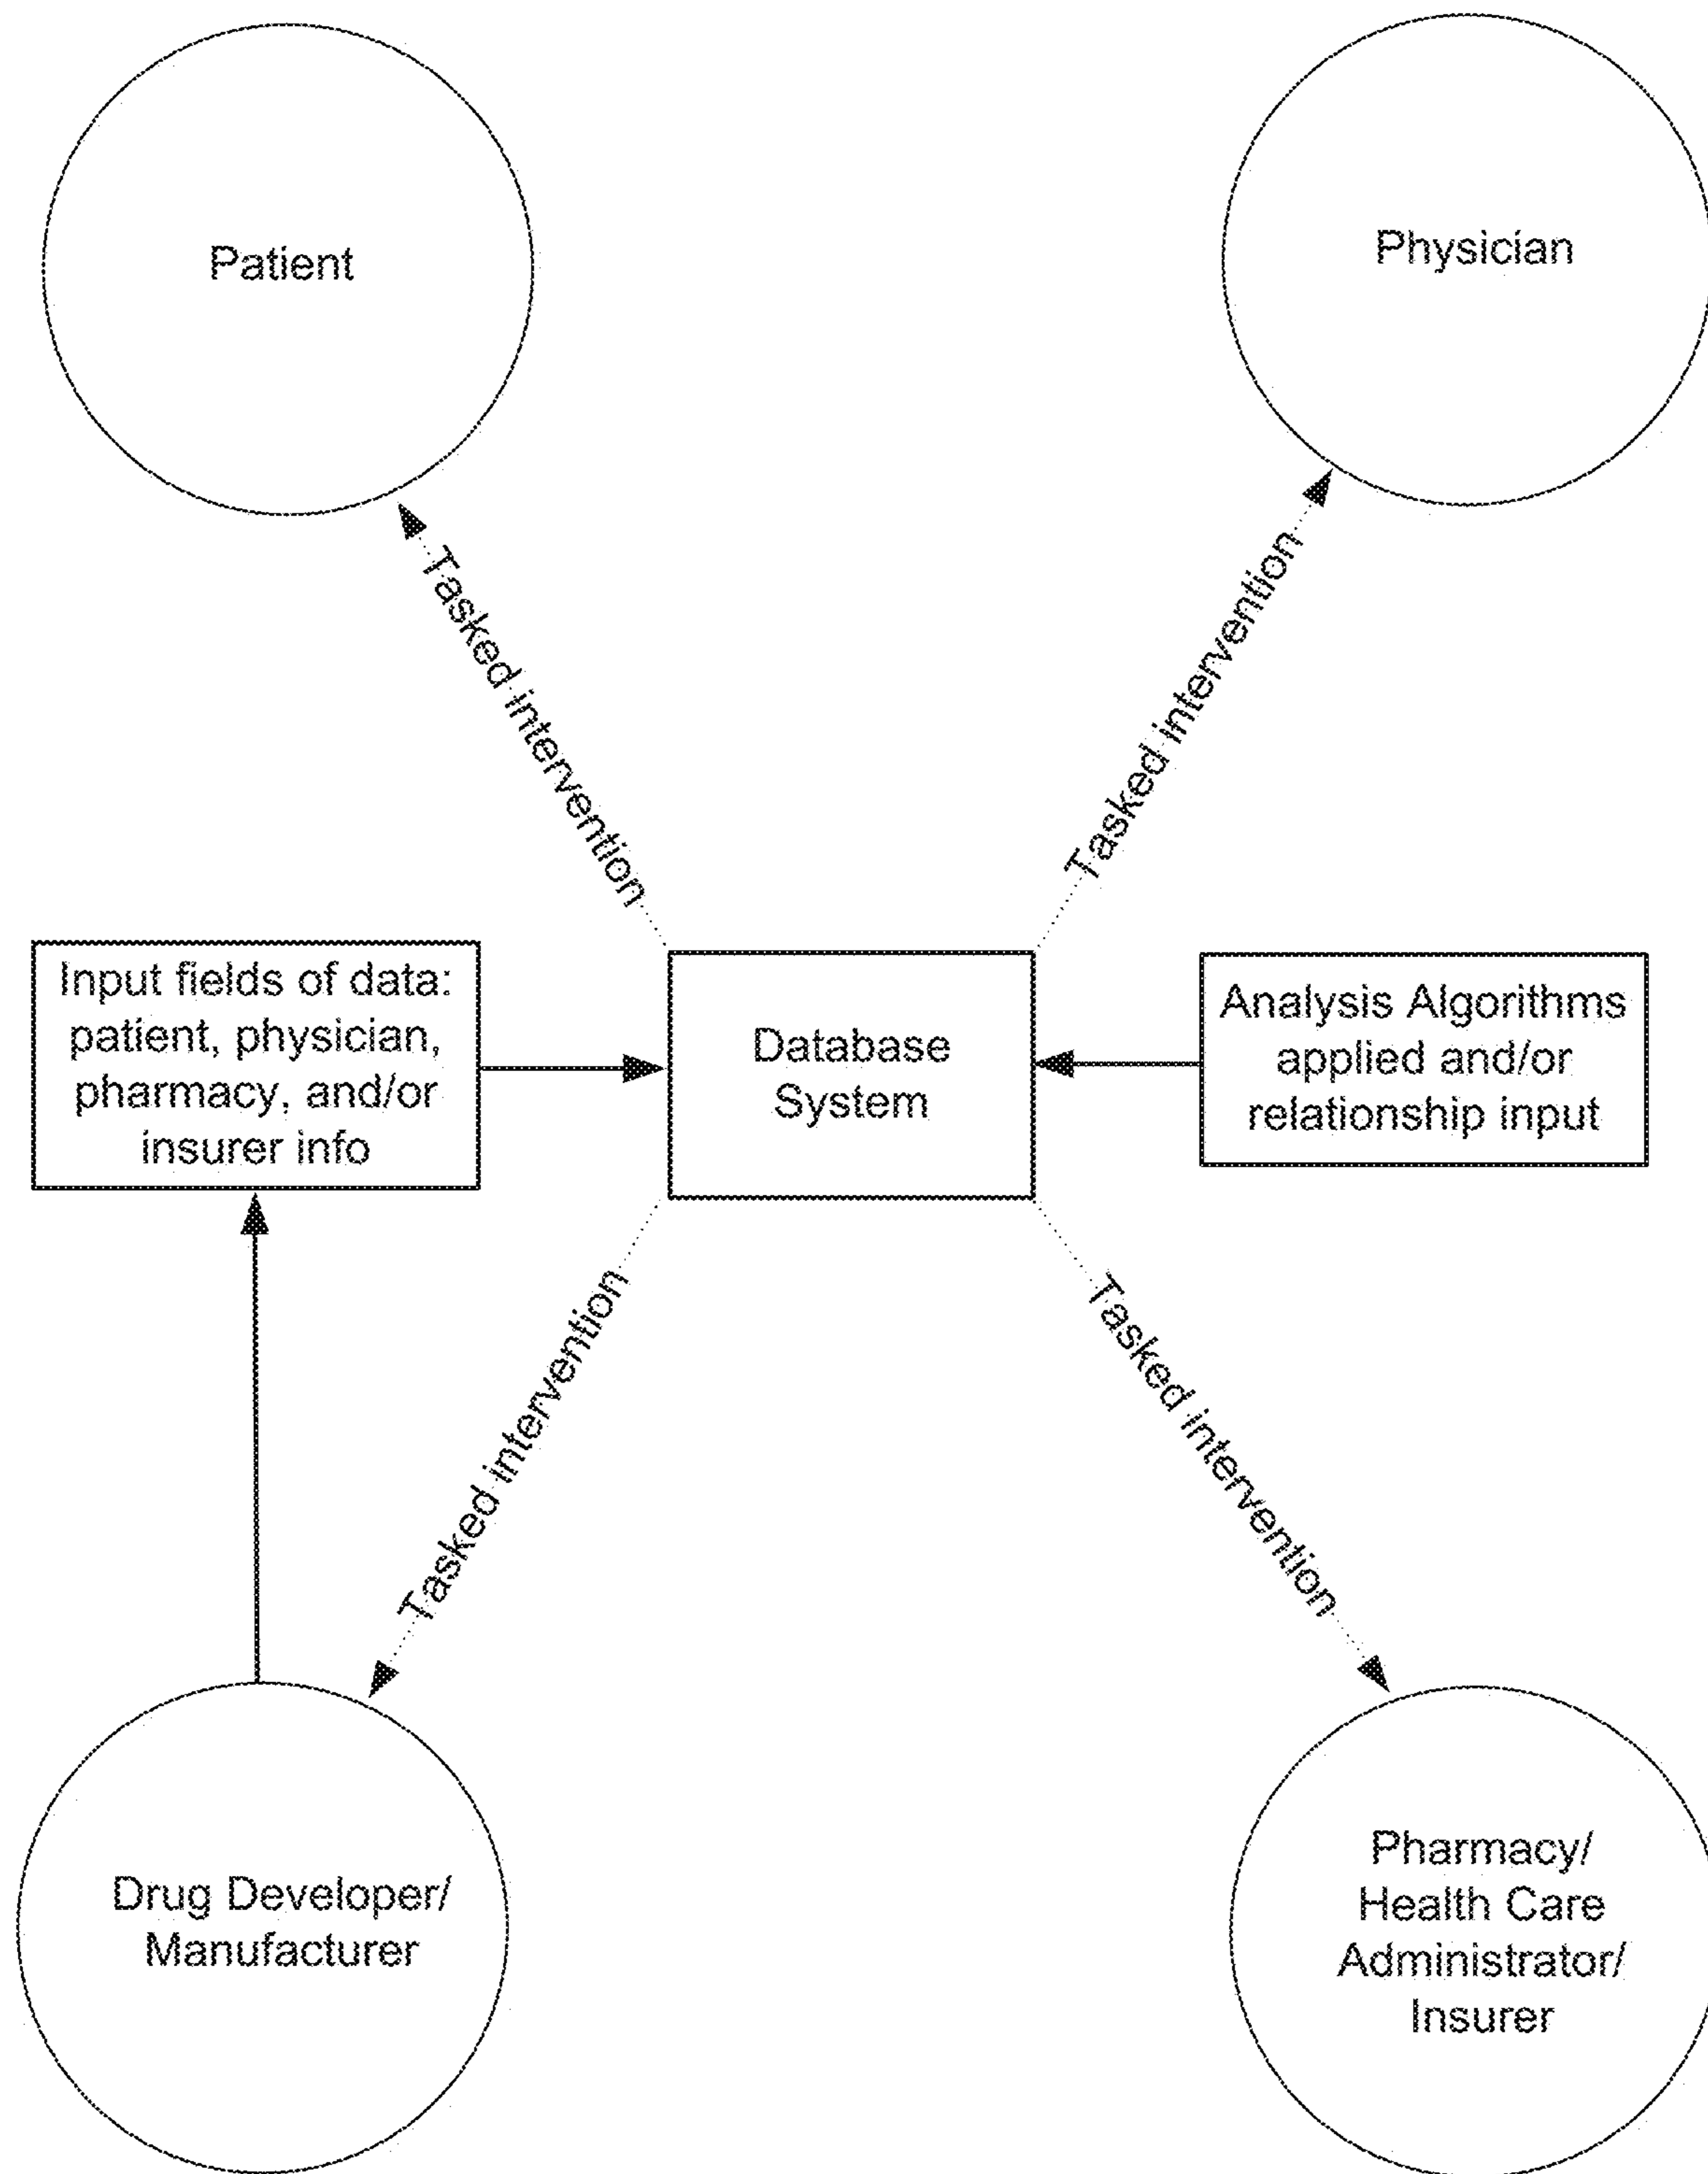 Patient
Physician
Tasked intervention
Tasked intervention
Input fields of data:
patient, physician,
pharmacy, and/or
insurer info
Database
System
Analysis Algorithms
applied and/or
relationship input
Tasked intervention
Tasked intervention
Drug Developer/
Manufacturer
Pharmacy/
Health Care
Administrator/
Insurer